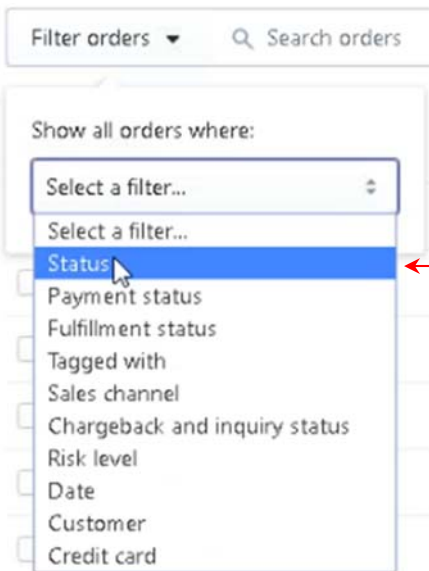 Filter orders
Search orders
Show all orders where:
Select a filter...
Select a filter...
Status
Payment status
Fulfillment status
Tagged with
Sales channel
Chargeback and inquiry status
Risk level
Date
Customer
Credit card